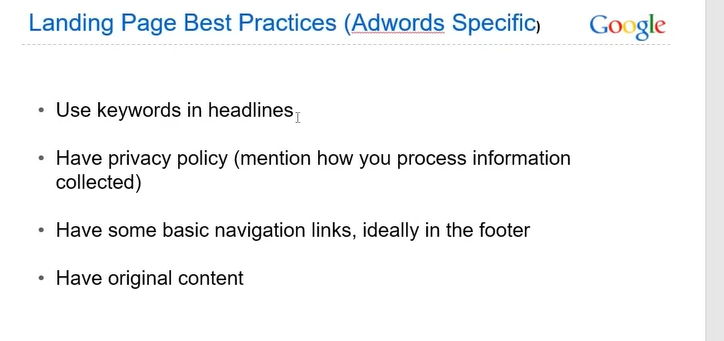 Landing Page Best Practices (Adwords Specific)
Google
• Use keywords in headlines
• Have privacy policy (mention how you process information
collected)
• Have some basic navigation links, ideally in the footer
• Have original content